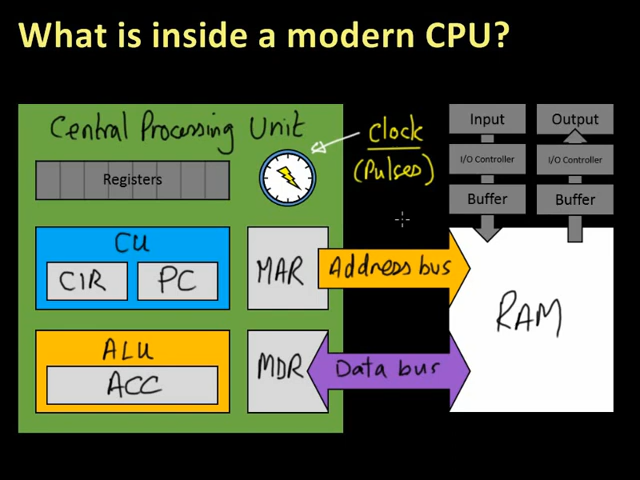 What is inside a modern CPU?
Central Processing Unit
Clock
(Pulses)
Input
Output
I/O Controller
I/O Controller
Buffer
Buffer
Registers
CU
CIR
PC
MAR
Address bus
RAM
ALU
ACC
MDR
Data bus